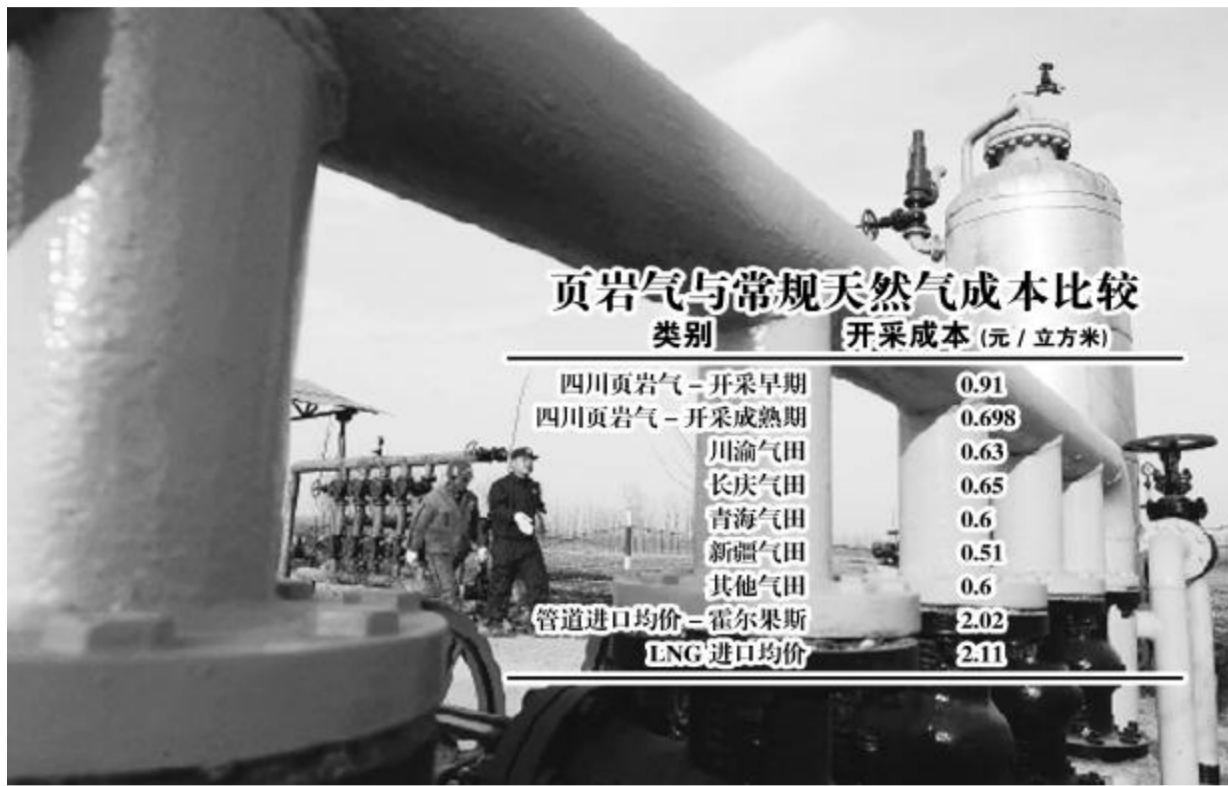 页岩气与常规天然气成本比较
类别 开采成本 (元 / 立方米)
四川页岩气－开采早期 0.91
四川页岩气－开采成熟期 0.698
川渝气田 0.63
长庆气田 0.65
青海气田 0.6
新疆气田 0.51
其他气田 0.6
管道进口均价－霍尔果斯 2.02
LNG 进口均价 2.11